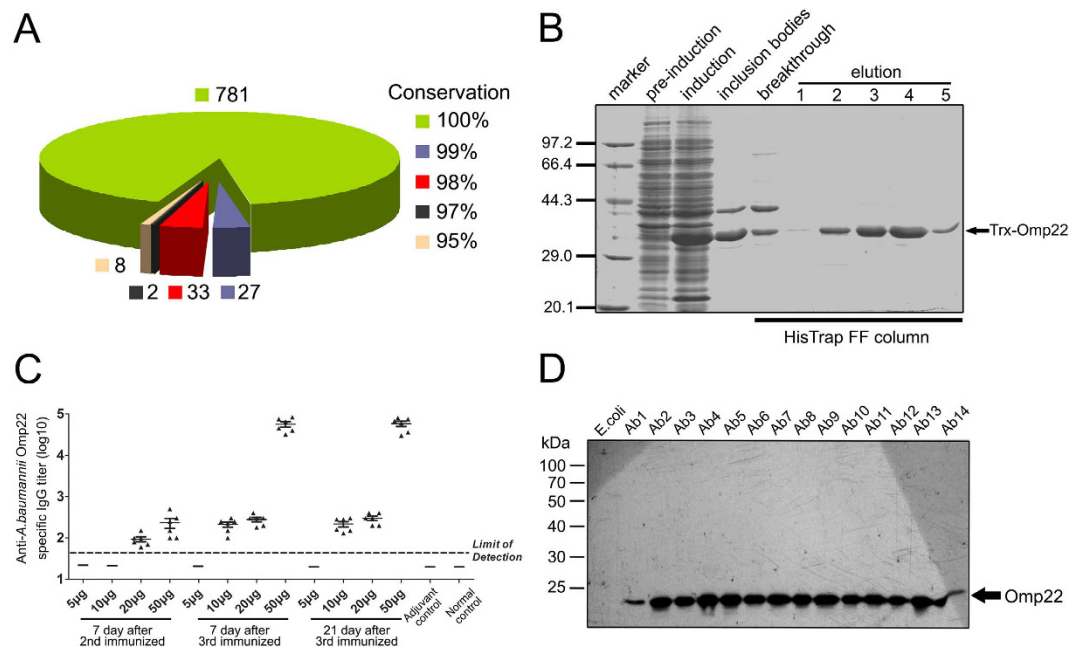 A
781
Conservation
100%
99%
98%
97%
95%
8
2
33
27
B
marker
pre-induction
induction
inclusion bodies
breakthrough
elution
1 2 3 4 5
97.2
66.4
44.3
29.0
20.1
Trx-Omp22
HisTrap FF column
C
Anti-A.baumannii Omp22
specific IgG titer (log10)
5
4
3
2
1
Limit of
Detection
5µg 10µg 20µg 50µg 5µg 10µg 20µg 50µg 5µg 10µg 20µg 50µg Adjuvant control Normal control
7 day after
2nd immunized
7 day after
3rd immunized
21 day after
3rd immunized
D
E.coli Ab1 Ab2 Ab3 Ab4 Ab5 Ab6 Ab7 Ab8 Ab9 Ab10 Ab11 Ab12 Ab13 Ab14
kDa
100
70
50
40
30
25
Omp22